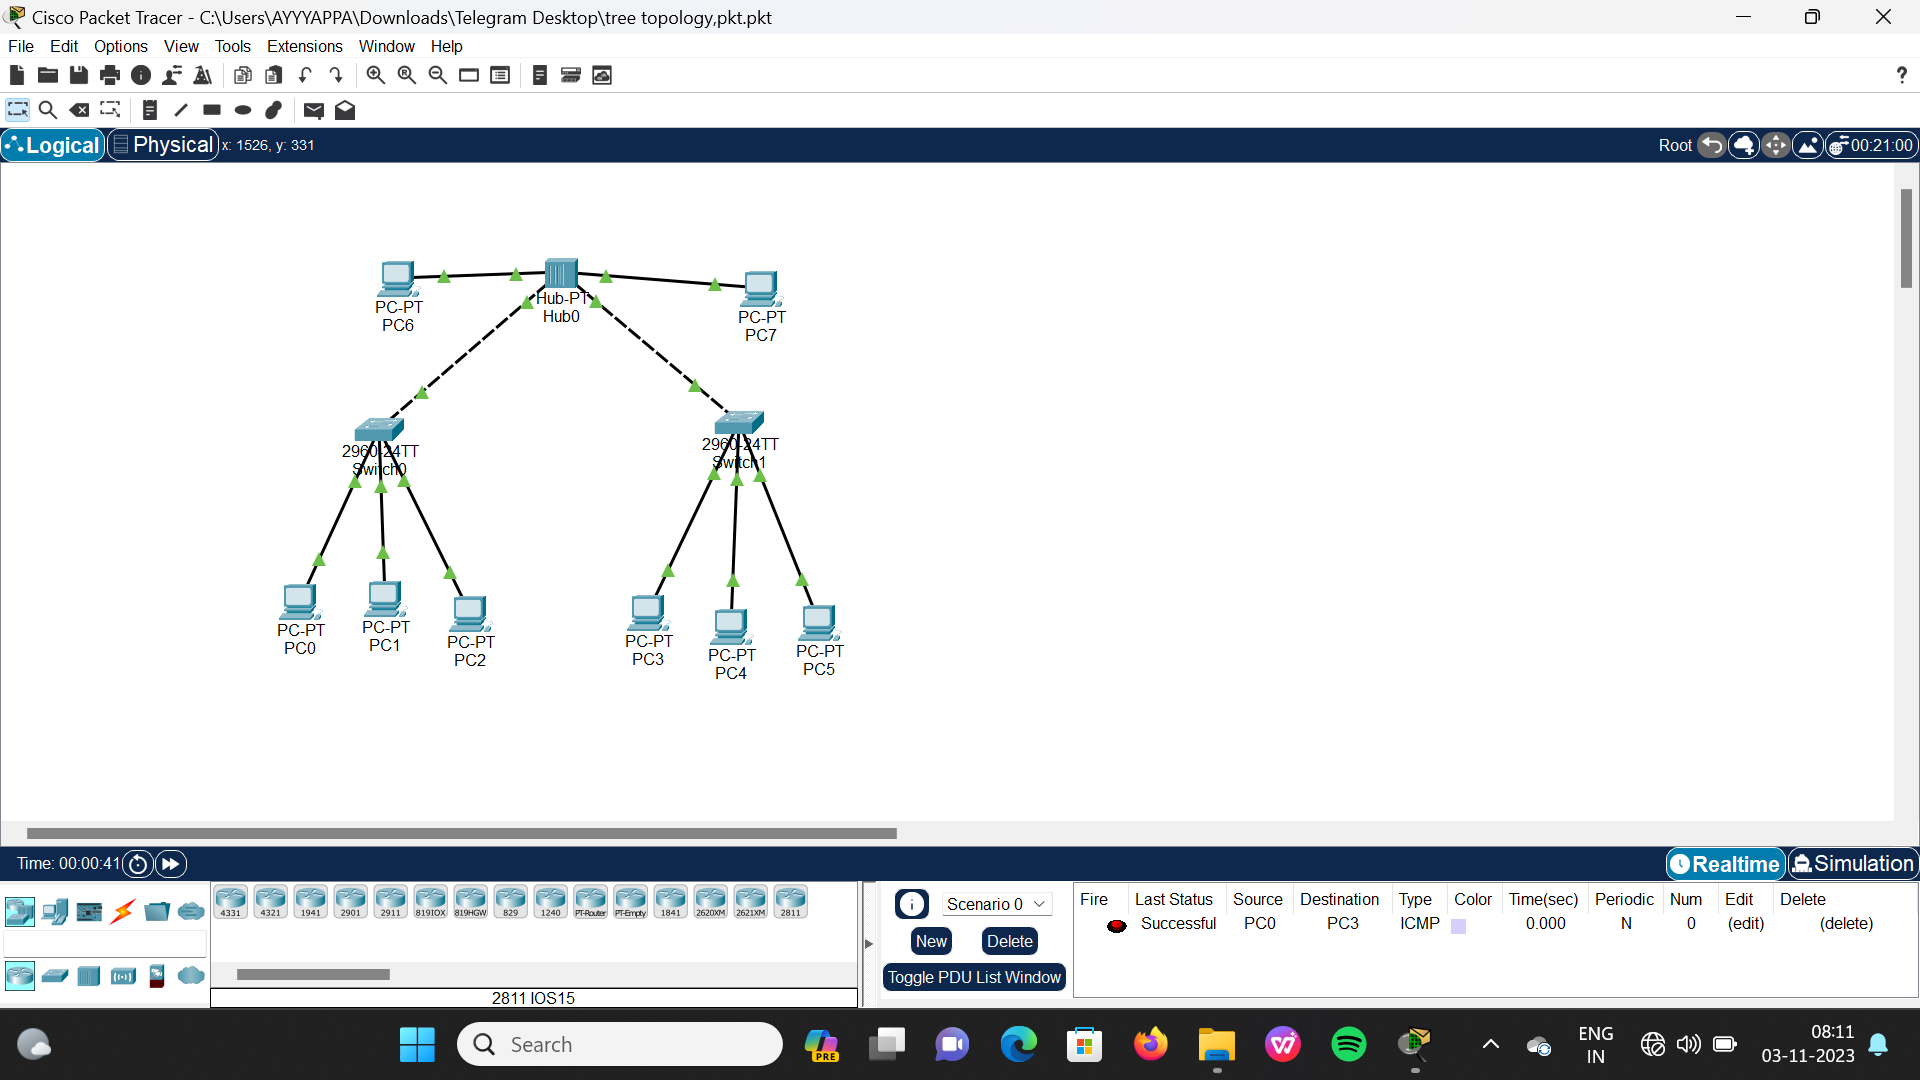 Cisco Packet Tracer - C:\Users\AYYYAPPA\Downloads\Telegram Desktop\tree topology,pkt.pkt
File Edit Options View Tools Extensions Window Help
?
Logical Physical x: 1526, y: 331 Root 00:21:00
PC-PT
PC6
Hub-PT
Hub0
PC-PT
PC7
2960-24TT
Switch0
2960-24TT
Switch1
PC-PT
PC0
PC-PT
PC1
PC-PT
PC2
PC-PT
PC3
PC-PT
PC4
PC-PT
PC5
Time: 00:00:41 Realtime Simulation
4331 4321 1941 2901 2911 819IOX 819HGW 829 1240 PT-Router PT-Empty 1841 2620XM 2621XM 2811
2811 IOS15
Scenario 0
New Delete
Toggle PDU List Window
Fire Last Status Source Destination Type Color Time(sec) Periodic Num Edit Delete
Successful PC0 PC3 ICMP 0.000 N 0 (edit) (delete)
Search
PRE
ENG
IN
08:11
03-11-2023